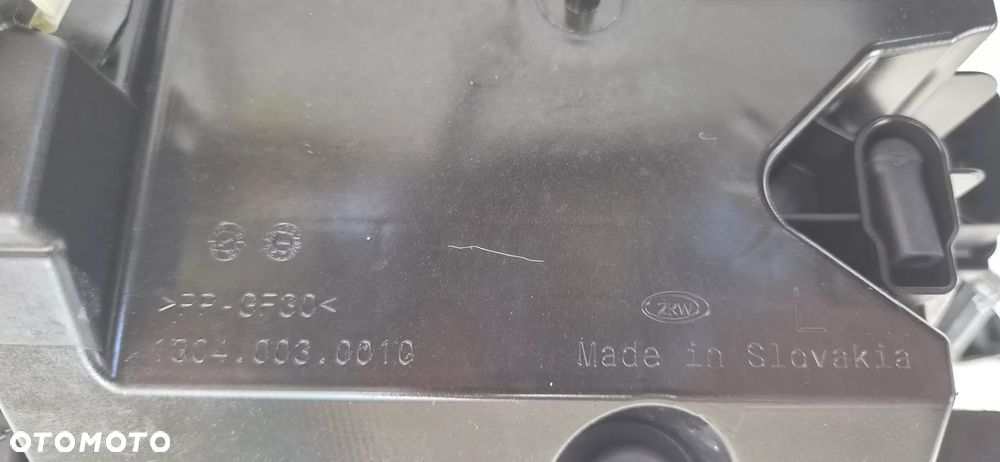 >PP-GF30<
ZKW
L
1304.003.0010
Made in Slovakia
OTOMOTO